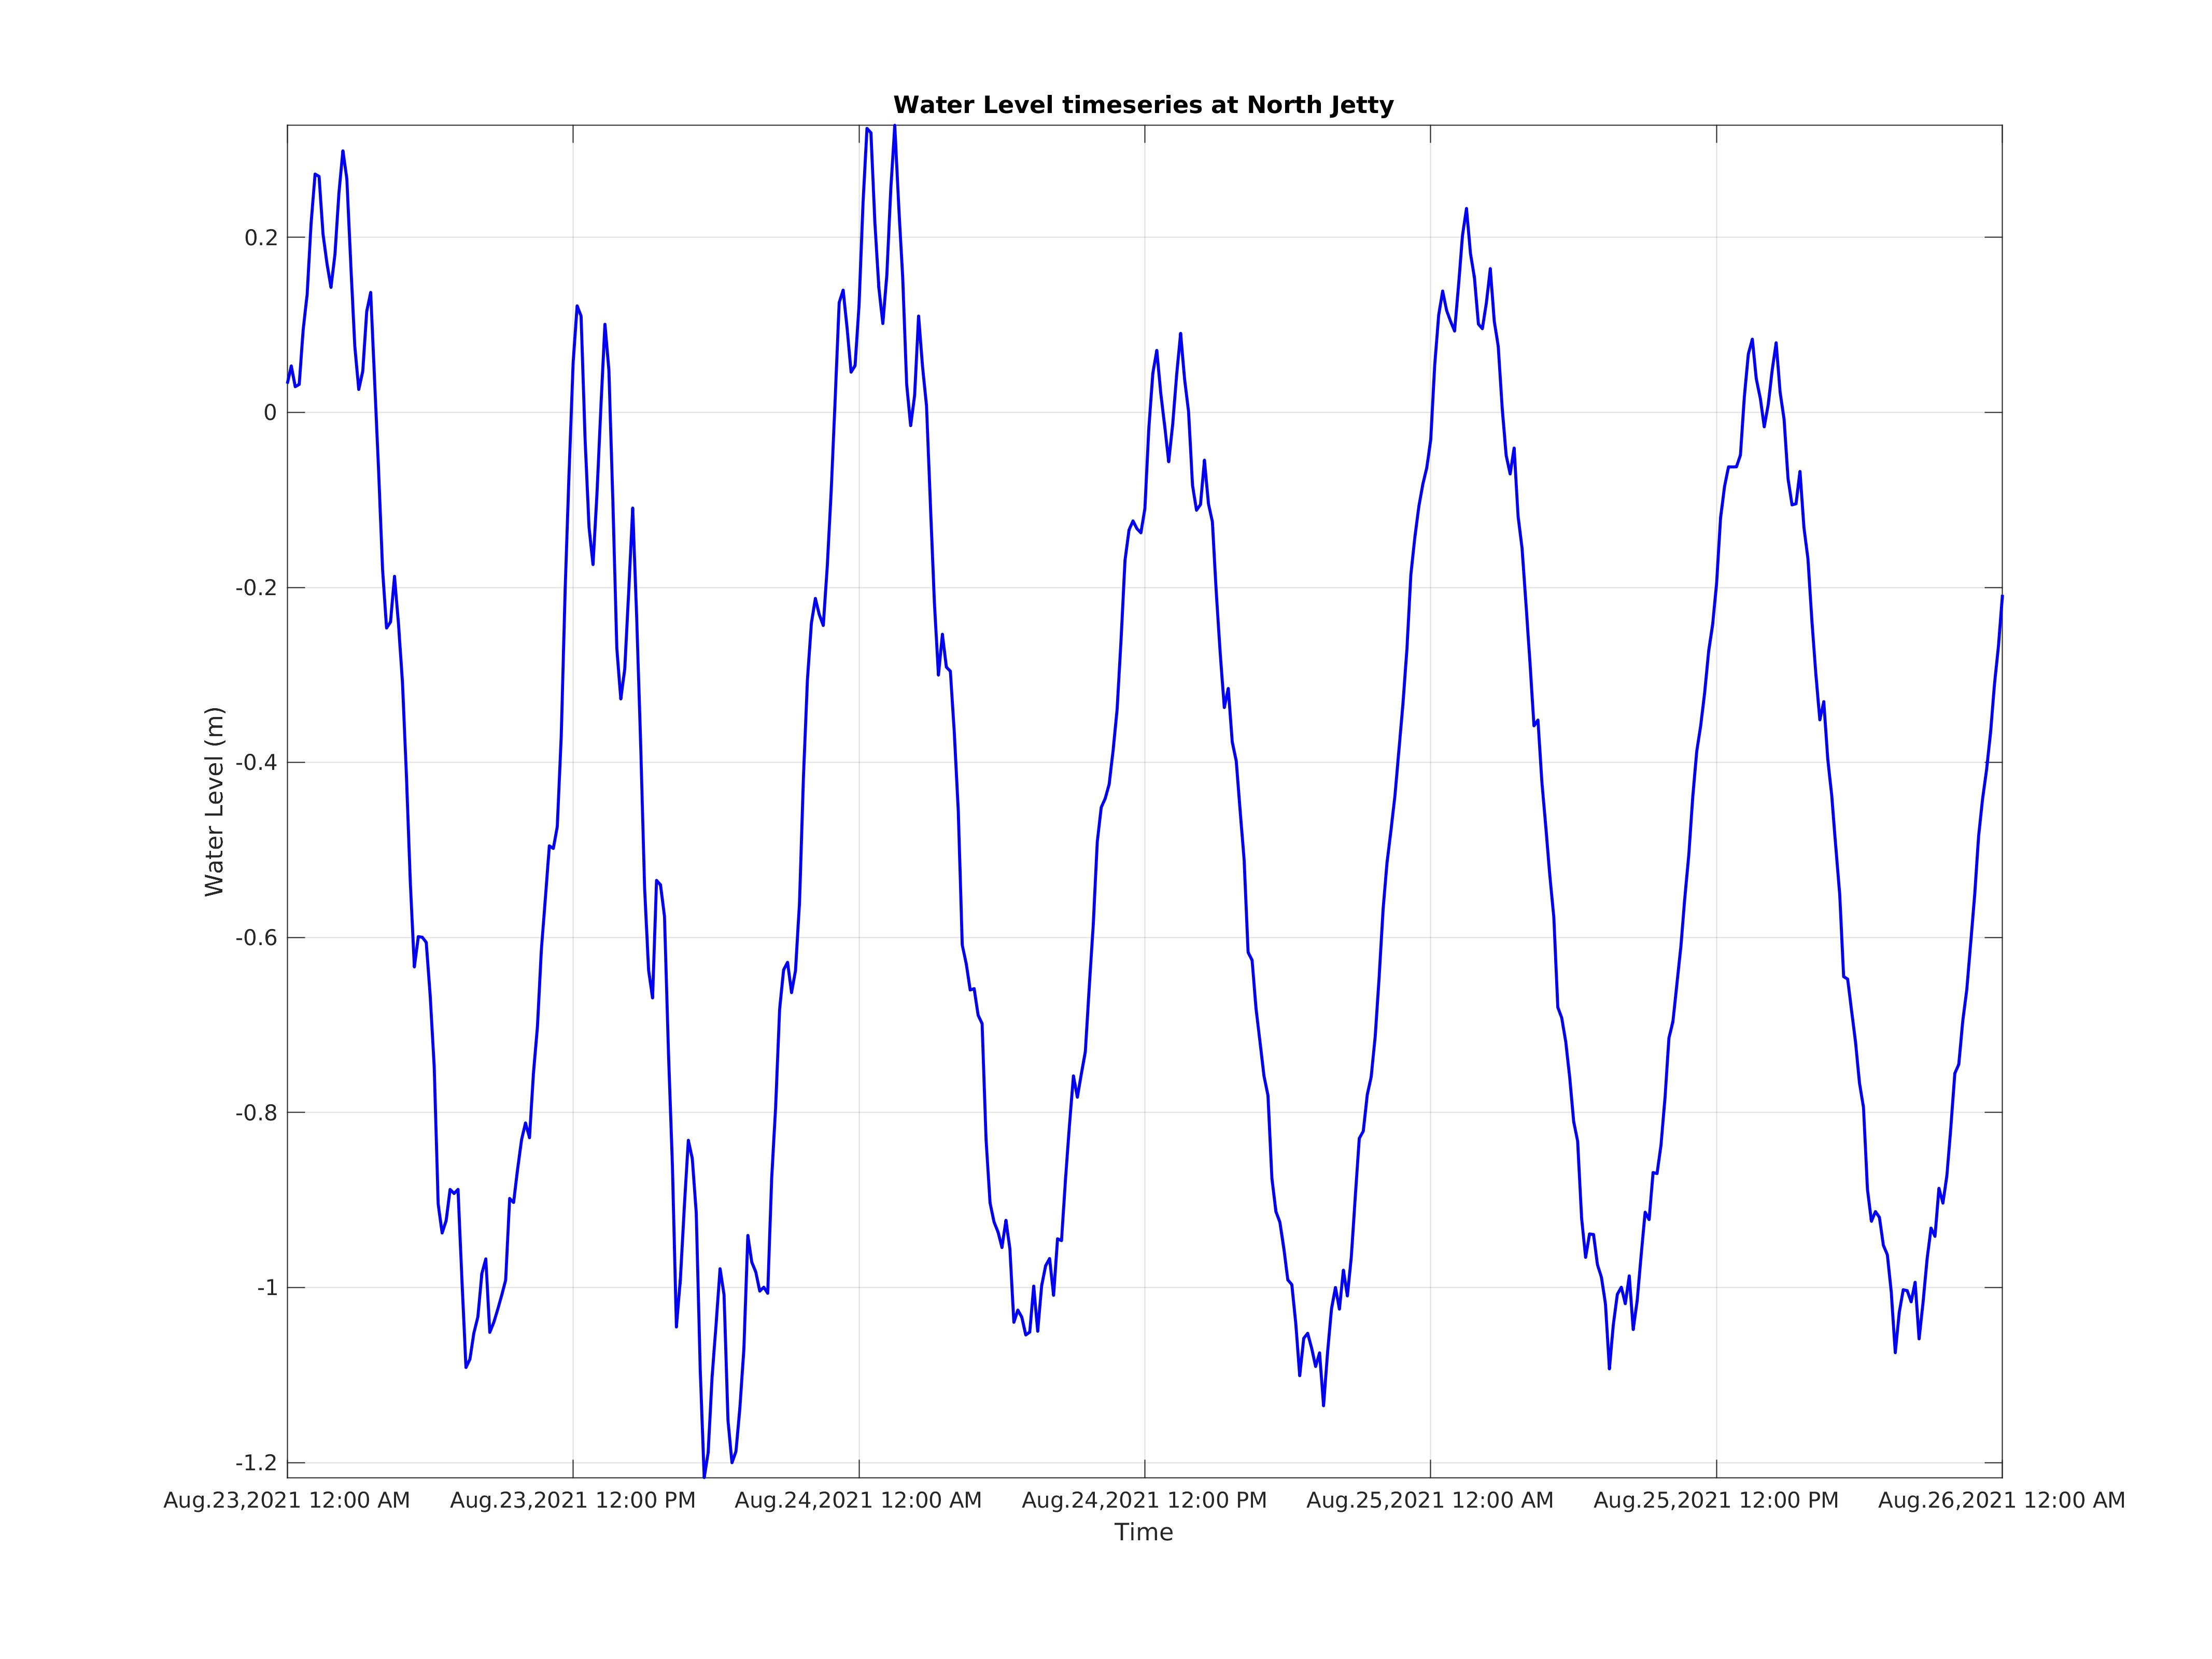 Water Level timeseries at North Jetty
0.2
0
-0.2
-0.4
-0.6
-0.8
-1
-1.2
Water Level (m)
Aug.23,2021 12:00 AM
Aug.23,2021 12:00 PM
Aug.24,2021 12:00 AM
Aug.24,2021 12:00 PM
Aug.25,2021 12:00 AM
Aug.25,2021 12:00 PM
Aug.26,2021 12:00 AM
Time